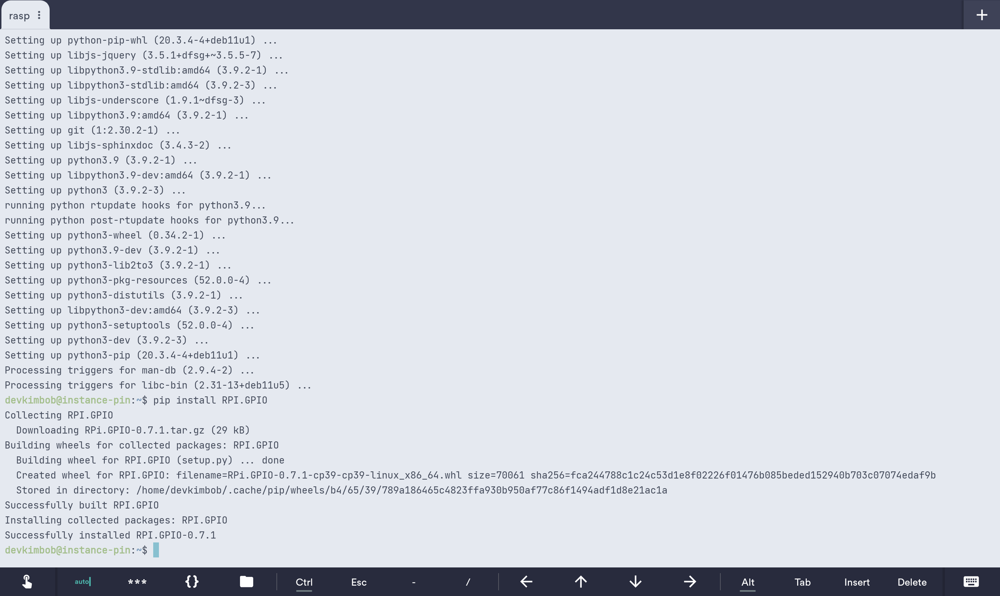 rasp
Setting up python-pip-whl (20.3.4-4+deb11u1) ...
Setting up libjs-jquery (3.5.1+dfsg+~3.5.5-7) ...
Setting up libpython3.9-stdlib:amd64 (3.9.2-1) ...
Setting up libpython3-stdlib:amd64 (3.9.2-3) ...
Setting up libjs-underscore (1.9.1~dfsg-3) ...
Setting up libpython3.9:amd64 (3.9.2-1) ...
Setting up git (1:2.30.2-1) ...
Setting up libjs-sphinxdoc (3.4.3-2) ...
Setting up python3.9 (3.9.2-1) ...
Setting up libpython3.9-dev:amd64 (3.9.2-1) ...
Setting up python3 (3.9.2-3) ...
running python rtupdate hooks for python3.9...
running python post-rtupdate hooks for python3.9...
Setting up python3-wheel (0.34.2-1) ...
Setting up python3.9-dev (3.9.2-1) ...
Setting up python3-lib2to3 (3.9.2-1) ...
Setting up python3-pkg-resources (52.0.0-4) ...
Setting up python3-distutils (3.9.2-1) ...
Setting up libpython3-dev:amd64 (3.9.2-3) ...
Setting up python3-setuptools (52.0.0-4) ...
Setting up python3-dev (3.9.2-3) ...
Setting up python3-pip (20.3.4-4+deb11u1) ...
Processing triggers for man-db (2.9.4-2) ...
Processing triggers for libc-bin (2.31-13+deb11u5) ...
devkimbob@instance-pin:~$ pip install RPI.GPIO
Collecting RPI.GPIO
  Downloading RPi.GPIO-0.7.1.tar.gz (29 kB)
Building wheels for collected packages: RPI.GPIO
  Building wheel for RPI.GPIO (setup.py) ... done
  Created wheel for RPI.GPIO: filename=RPi.GPIO-0.7.1-cp39-cp39-linux_x86_64.whl size=70061 sha256=fca244788c1c24c53d1e8f02226f01476b085beded152940b703c07074edaf9b
  Stored in directory: /home/devkimbob/.cache/pip/wheels/b4/65/39/789a186465c4823ffa930b950af77c86f1494adf1d8e21ac1a
Successfully built RPI.GPIO
Installing collected packages: RPI.GPIO
Successfully installed RPI.GPIO-0.7.1
devkimbob@instance-pin:~$
auto *** {} Ctrl Esc - / Alt Tab Insert Delete